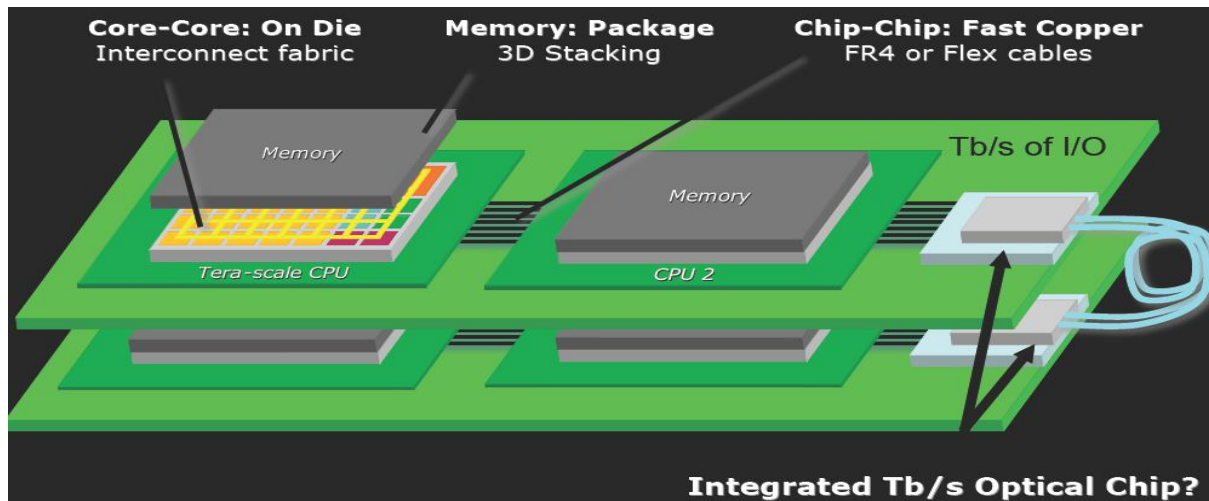 Core-Core: On Die
Interconnect fabric
Memory: Package
3D Stacking
Chip-Chip: Fast Copper
FR4 or Flex cables
Tb/s of I/O
Memory
Memory
Tera-scale CPU
CPU 2
Integrated Tb/s Optical Chip?